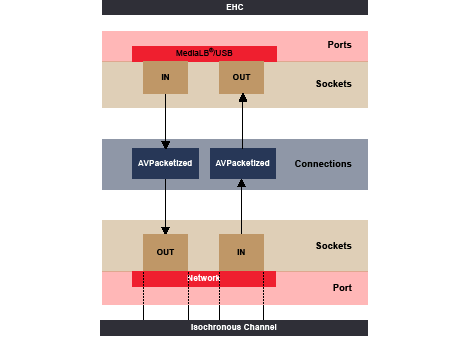 EHC
Ports
MediaLB®/USB
IN
OUT
Sockets
AVPacketized
AVPacketized
Connections
Sockets
OUT
IN
Network
Port
Isochronous Channel